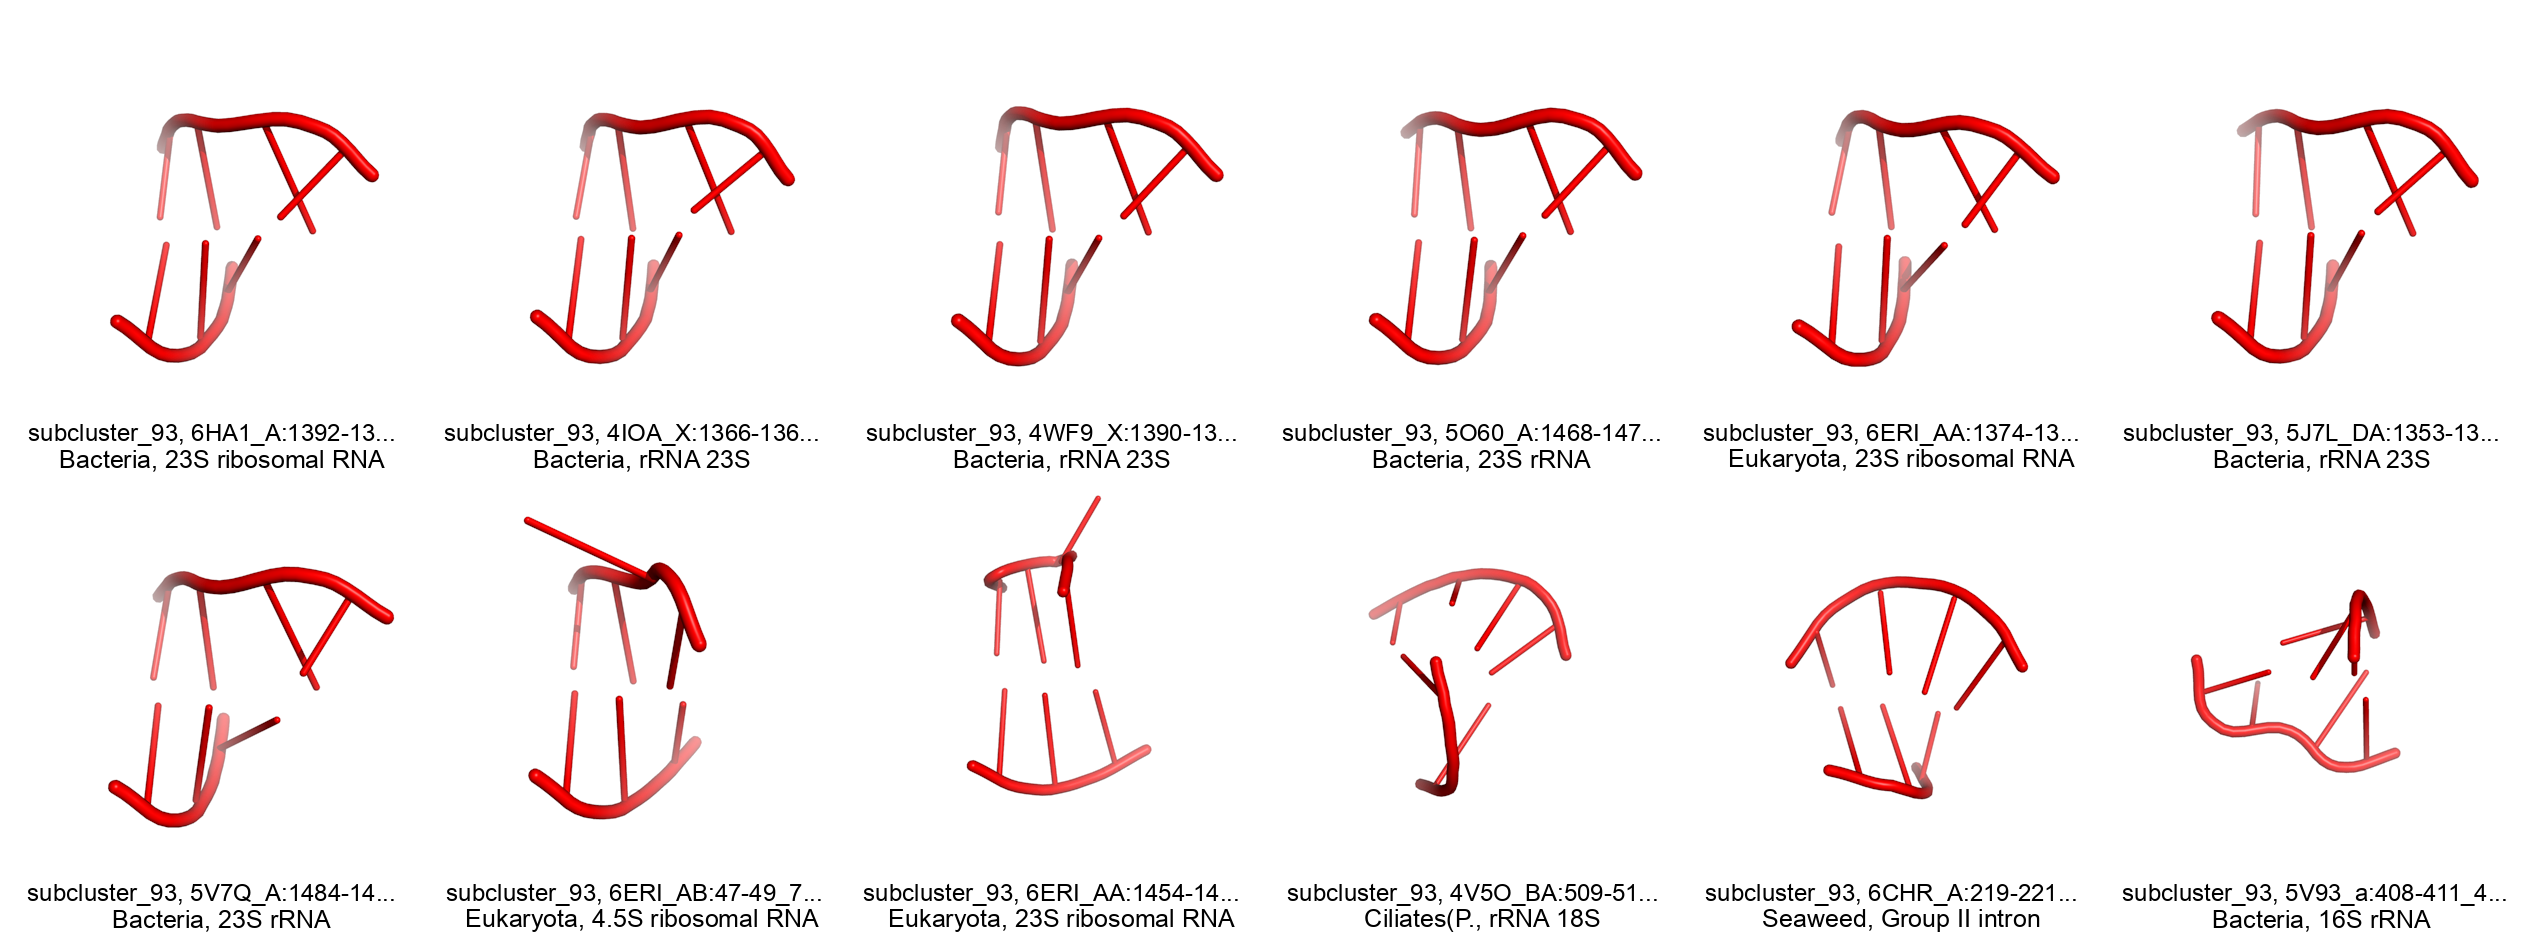 subcluster_93, 6HA1_A:1392-13...
Bacteria, 23S ribosomal RNA
subcluster_93, 4IOA_X:1366-136...
Bacteria, rRNA 23S
subcluster_93, 4WF9_X:1390-13...
Bacteria, rRNA 23S
subcluster_93, 5O60_A:1468-147...
Bacteria, 23S rRNA
subcluster_93, 6ERI_AA:1374-13...
Eukaryota, 23S ribosomal RNA
subcluster_93, 5J7L_DA:1353-13...
Bacteria, rRNA 23S
subcluster_93, 5V7Q_A:1484-14...
Bacteria, 23S rRNA
subcluster_93, 6ERI_AB:47-49_7...
Eukaryota, 4.5S ribosomal RNA
subcluster_93, 6ERI_AA:1454-14...
Eukaryota, 23S ribosomal RNA
subcluster_93, 4V5O_BA:509-51...
Ciliates(P., rRNA 18S
subcluster_93, 6CHR_A:219-221...
Seaweed, Group II intron
subcluster_93, 5V93_a:408-411_4...
Bacteria, 16S rRNA